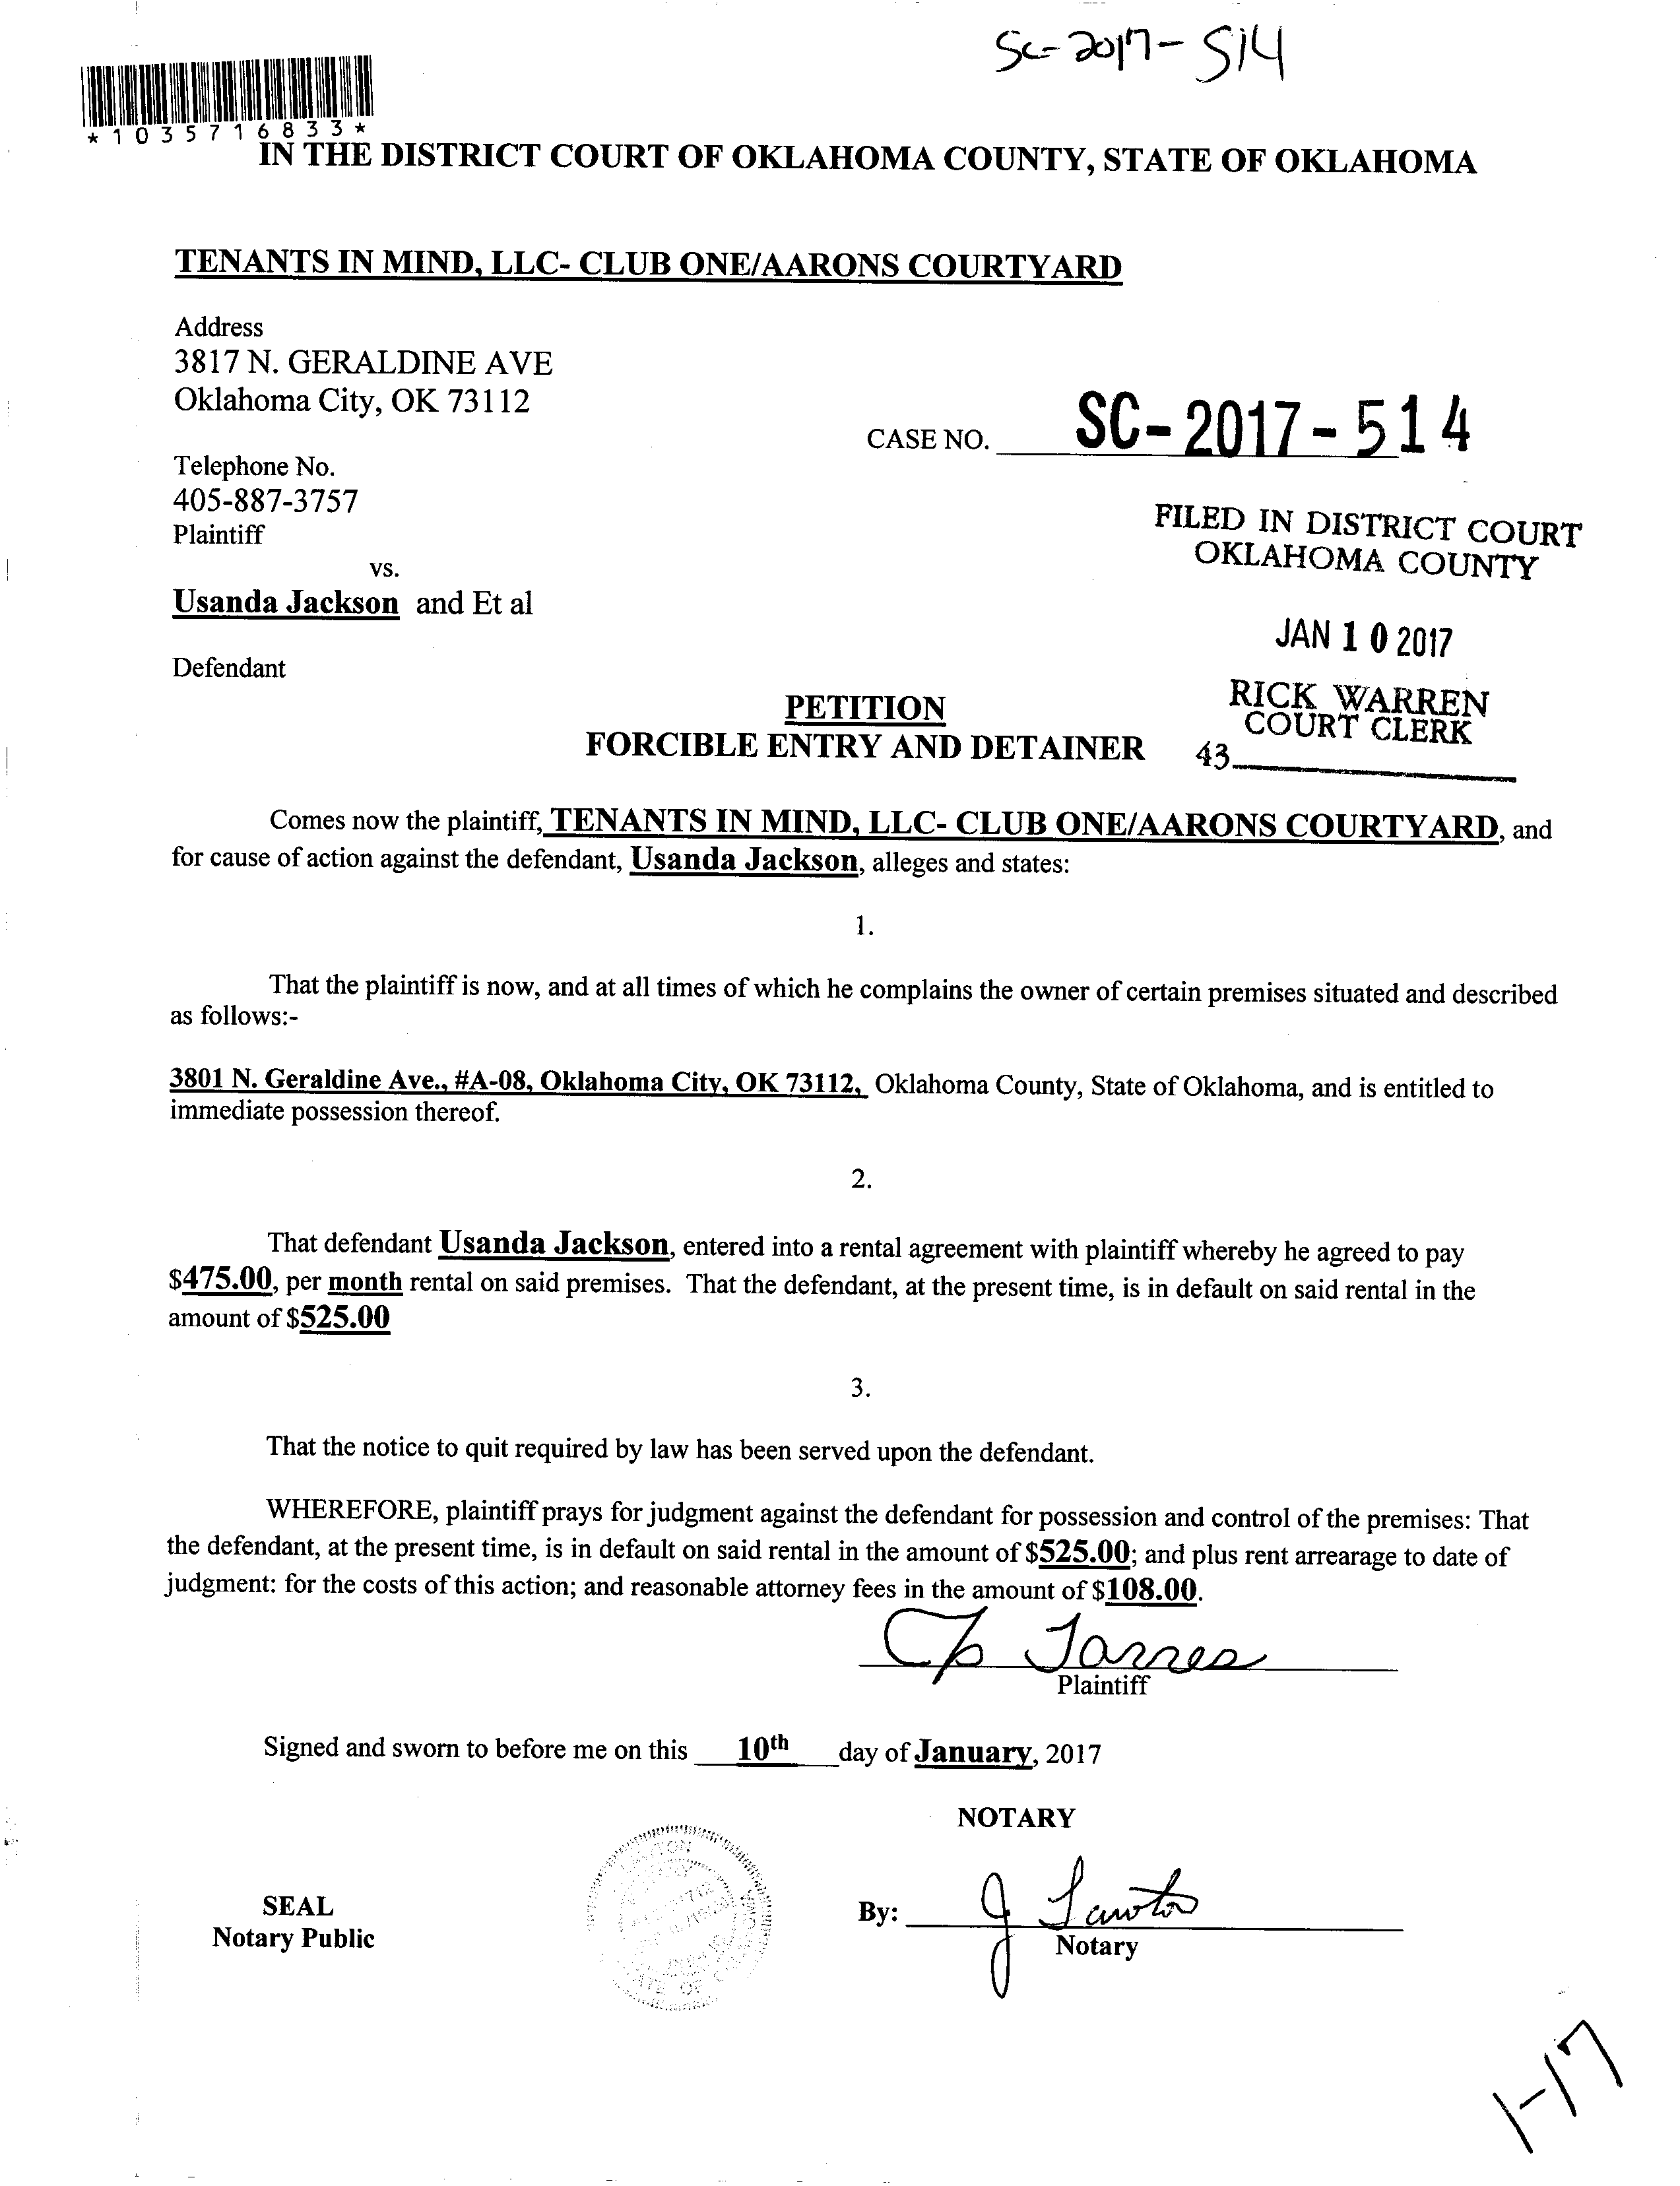 SC-2017-514
*1035716833*
IN THE DISTRICT COURT OF OKLAHOMA COUNTY, STATE OF OKLAHOMA
TENANTS IN MIND, LLC- CLUB ONE/AARONS COURTYARD
Address
3817 N. GERALDINE AVE
Oklahoma City, OK 73112
CASE NO. SC-2017-514
Telephone No.
405-887-3757
Plaintiff
vs.
Usanda Jackson and Et al
Defendant
FILED IN DISTRICT COURT
OKLAHOMA COUNTY
JAN 10 2017
RICK WARREN
COURT CLERK
43
PETITION
FORCIBLE ENTRY AND DETAINER
Comes now the plaintiff, TENANTS IN MIND, LLC- CLUB ONE/AARONS COURTYARD, and
for cause of action against the defendant, Usanda Jackson, alleges and states:
1.
That the plaintiff is now, and at all times of which he complains the owner of certain premises situated and described
as follows:-
3801 N. Geraldine Ave., #A-08, Oklahoma City, OK 73112, Oklahoma County, State of Oklahoma, and is entitled to
immediate possession thereof.
2.
That defendant Usanda Jackson, entered into a rental agreement with plaintiff whereby he agreed to pay
$475.00, per month rental on said premises. That the defendant, at the present time, is in default on said rental in the
amount of $525.00
3.
That the notice to quit required by law has been served upon the defendant.
WHEREFORE, plaintiff prays for judgment against the defendant for possession and control of the premises: That
the defendant, at the present time, is in default on said rental in the amount of $525.00; and plus rent arrearage to date of
judgment: for the costs of this action; and reasonable attorney fees in the amount of $108.00.
Plaintiff
Signed and sworn to before me on this 10th day of January, 2017
NOTARY
SEAL
Notary Public
By: J Lawton
Notary
1-17